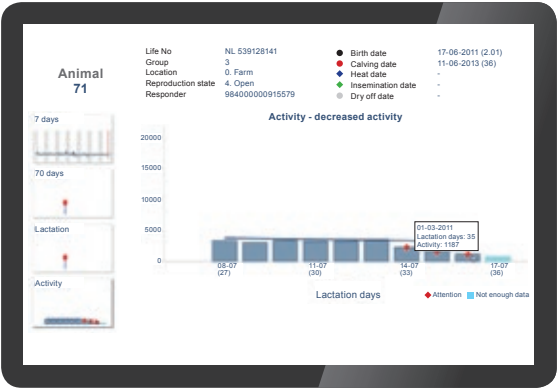 Animal
71
Life No NL 539128141
Group 3
Location 0. Farm
Reproduction state 4. Open
Responder 984000000915579
Birth date 17-06-2011 (2.01)
Calving date 11-06-2013 (36)
Heat date -
Insemination date -
Dry off date -
7 days
70 days
Lactation
Activity
Activity - decreased activity
20000
15000
10000
5000
0
01-03-2011
Lactation days: 35
Activity: 1187
08-07 11-07 14-07 17-07
(27) (30) (33) (36)
Lactation days
Attention Not enough data